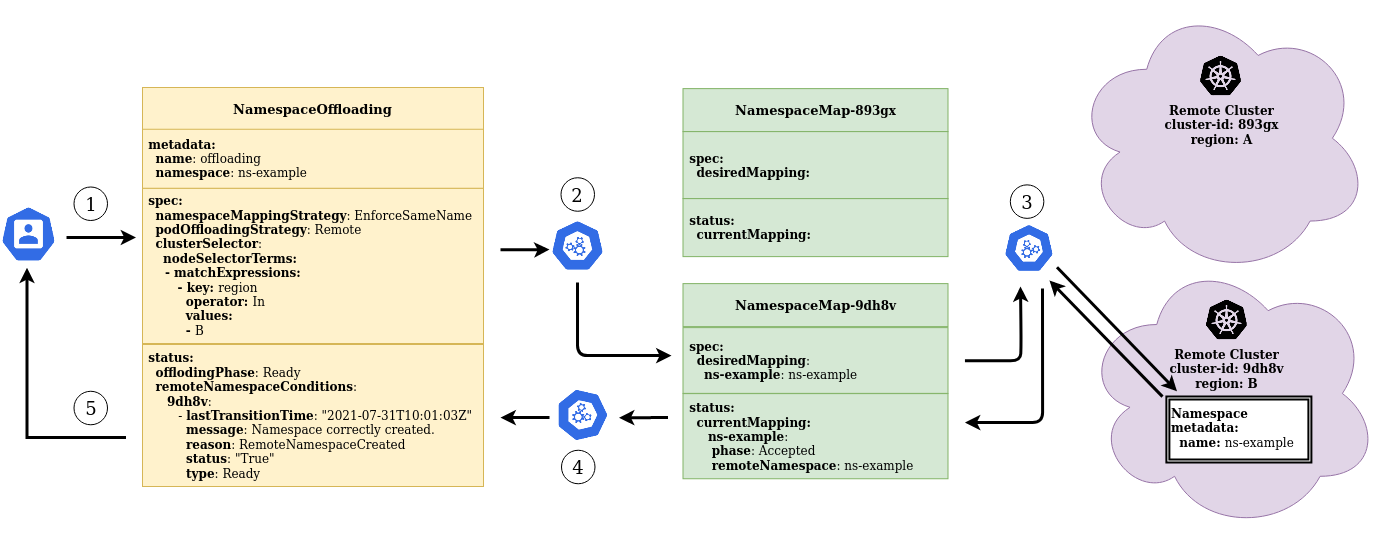 1
NamespaceOffloading
metadata:
name: offloading
namespace: ns-example
spec:
namespaceMappingStrategy: EnforceSameName
podOffloadingStrategy: Remote
clusterSelector:
nodeSelectorTerms:
- matchExpressions:
- key: region
operator: In
values:
- B
status:
offlodingPhase: Ready
remoteNamespaceConditions:
9dh8v:
- lastTransitionTime: "2021-07-31T10:01:03Z"
message: Namespace correctly created.
reason: RemoteNamespaceCreated
status: "True"
type: Ready
2
NamespaceMap-893gx
spec:
desiredMapping:
status:
currentMapping:
NamespaceMap-9dh8v
spec:
desiredMapping:
ns-example: ns-example
status:
currentMapping:
ns-example:
phase: Accepted
remoteNamespace: ns-example
3
Remote Cluster
cluster-id: 893gx
region: A
Remote Cluster
cluster-id: 9dh8v
region: B
Namespace
metadata:
name: ns-example
4
5